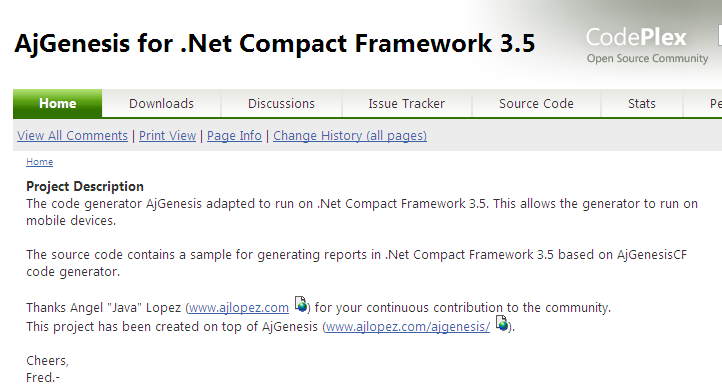 AjGenesis for .Net Compact Framework 3.5
CodePlex
Open Source Community
Home Downloads Discussions Issue Tracker Source Code Stats Pe
View All Comments | Print View | Page Info | Change History (all pages)
Home
Project Description
The code generator AjGenesis adapted to run on .Net Compact Framework 3.5. This allows the generator to run on
mobile devices.
The source code contains a sample for generating reports in .Net Compact Framework 3.5 based on AjGenesisCF
code generator.
Thanks Angel "Java" Lopez (www.ajlopez.com) for your continuous contribution to the community.
This project has been created on top of AjGenesis (www.ajlopez.com/ajgenesis/).
Cheers,
Fred.-